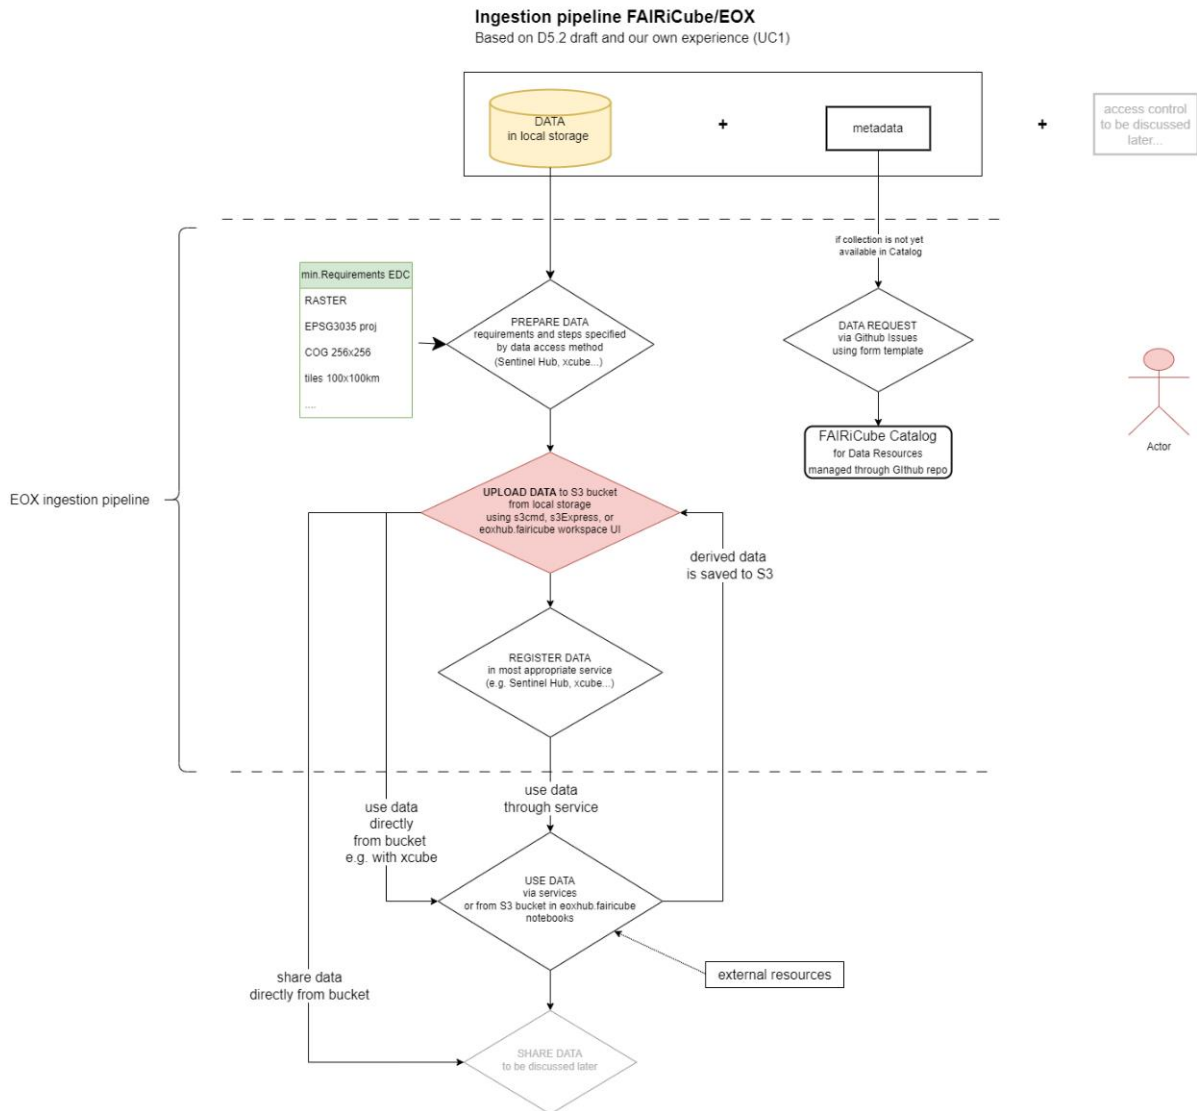 Ingestion pipeline FAIRiCube/EOX
Based on D5.2 draft and our own experience (UC1)
DATA
in local storage
+
metadata
+
access control
to be discussed
later...
if collection is not yet
available in Catalog
min.Requirements EDC
RASTER
EPSG3035 proj
COG 256x256
tiles 100x100km
....
PREPARE DATA
requirements and steps specified
by data access method
(Sentinel Hub, xcube...)
DATA REQUEST
via Github Issues
using form template
FAIRiCube Catalog
for Data Resources
managed through GIthub repo
Actor
EOX ingestion pipeline
UPLOAD DATA to S3 bucket
from local storage
using s3cmd, s3Express, or
eoxhub.fairicube workspace UI
derived data
is saved to S3
REGISTER DATA
in most appropriate service
(e.g. Sentinel Hub, xcube...)
use data
through service
use data
directly
from bucket
e.g. with xcube
USE DATA
via services
or from S3 bucket in eoxhub.fairicube
notebooks
external resources
share data
directly from bucket
SHARE DATA
to be discussed later